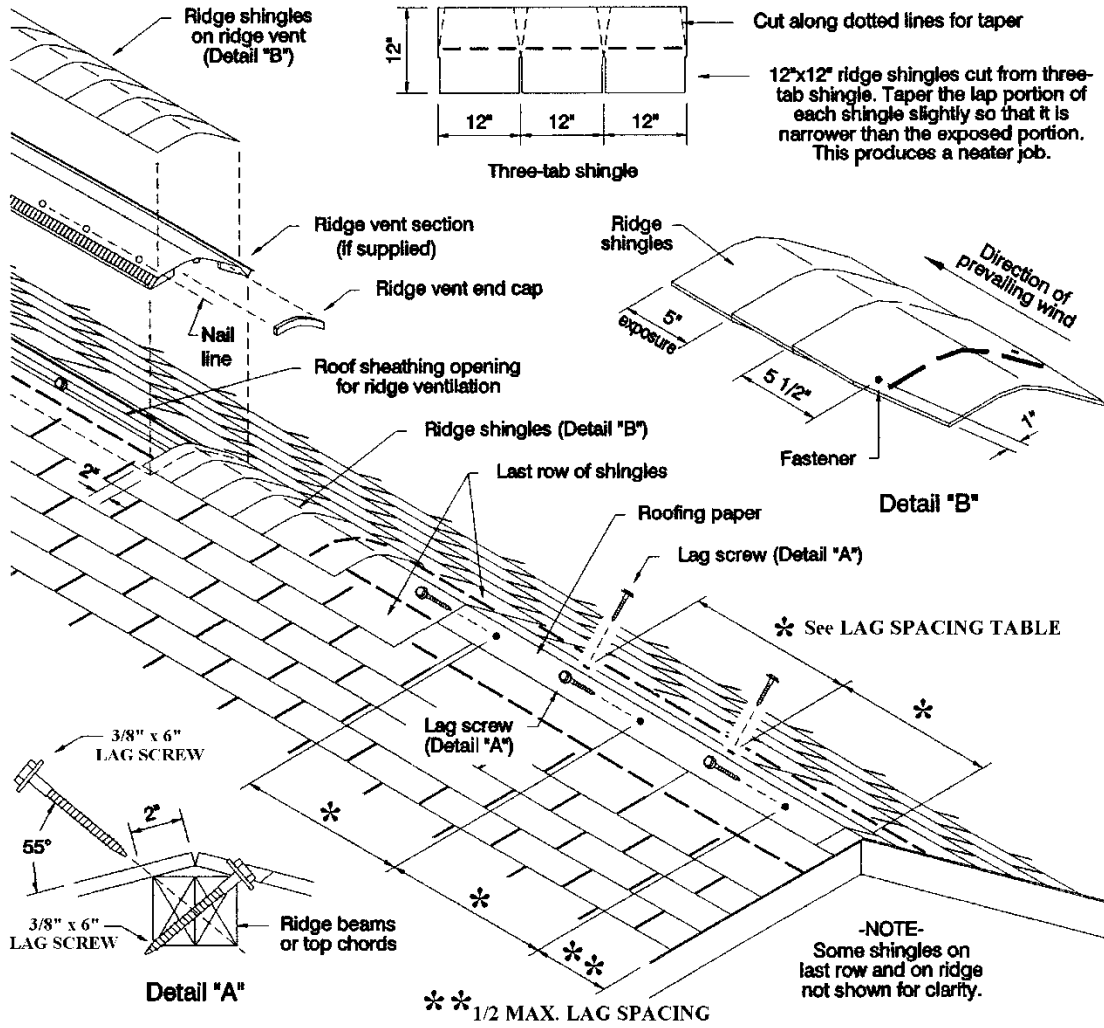 Ridge shingles
on ridge vent
(Detail "B")
12"
Cut along dotted lines for taper
12"x12" ridge shingles cut from three-
tab shingle. Taper the lap portion of
each shingle slightly so that it is
narrower than the exposed portion.
This produces a neater job.
12" 12" 12"
Three-tab shingle
Ridge vent section
(if supplied)
Ridge vent end cap
Nail
line
Roof sheathing opening
for ridge ventilation
Ridge shingles (Detail "B")
2"
Last row of shingles
Roofing paper
Lag screw (Detail "A")
Ridge
shingles
Direction of
prevailing wind
5"
exposure
5 1/2"
1"
Fastener
Detail "B"
* See LAG SPACING TABLE
*
Lag screw
(Detail "A")
3/8" x 6"
LAG SCREW
2"
55°
3/8" x 6"
LAG SCREW
Ridge beams
or top chords
Detail "A"
*
*
**
** 1/2 MAX. LAG SPACING
-NOTE-
Some shingles on
last row and on ridge
not shown for clarity.